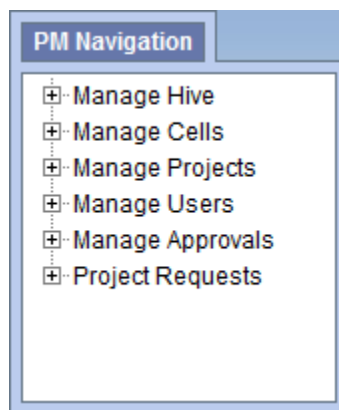 PM Navigation
Manage Hive
Manage Cells
Manage Projects
Manage Users
Manage Approvals
Project Requests